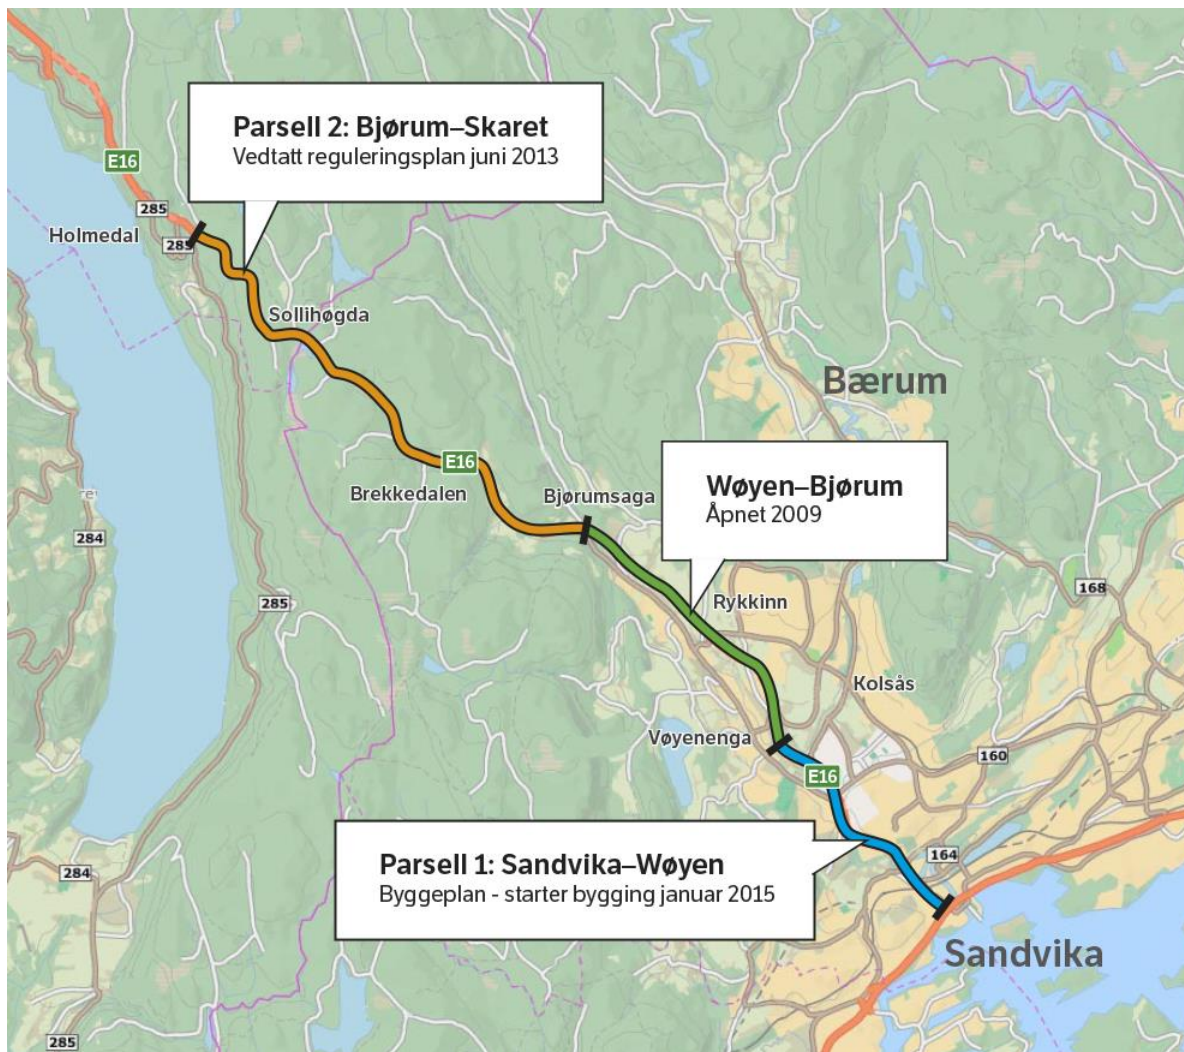 Parsell 2: Bjørum–Skaret
Vedtatt reguleringsplan juni 2013
E16
285
Holmedal
285
Sollihøgda
Bærum
E16
Brekkedalen
Bjørumsaga
Wøyen–Bjørum
Åpnet 2009
284
168
285
Rykkinn
Kolsås
Vøyenenga
160
E16
Parsell 1: Sandvika–Wøyen
Byggeplan - starter bygging januar 2015
164
284
Sandvika
285